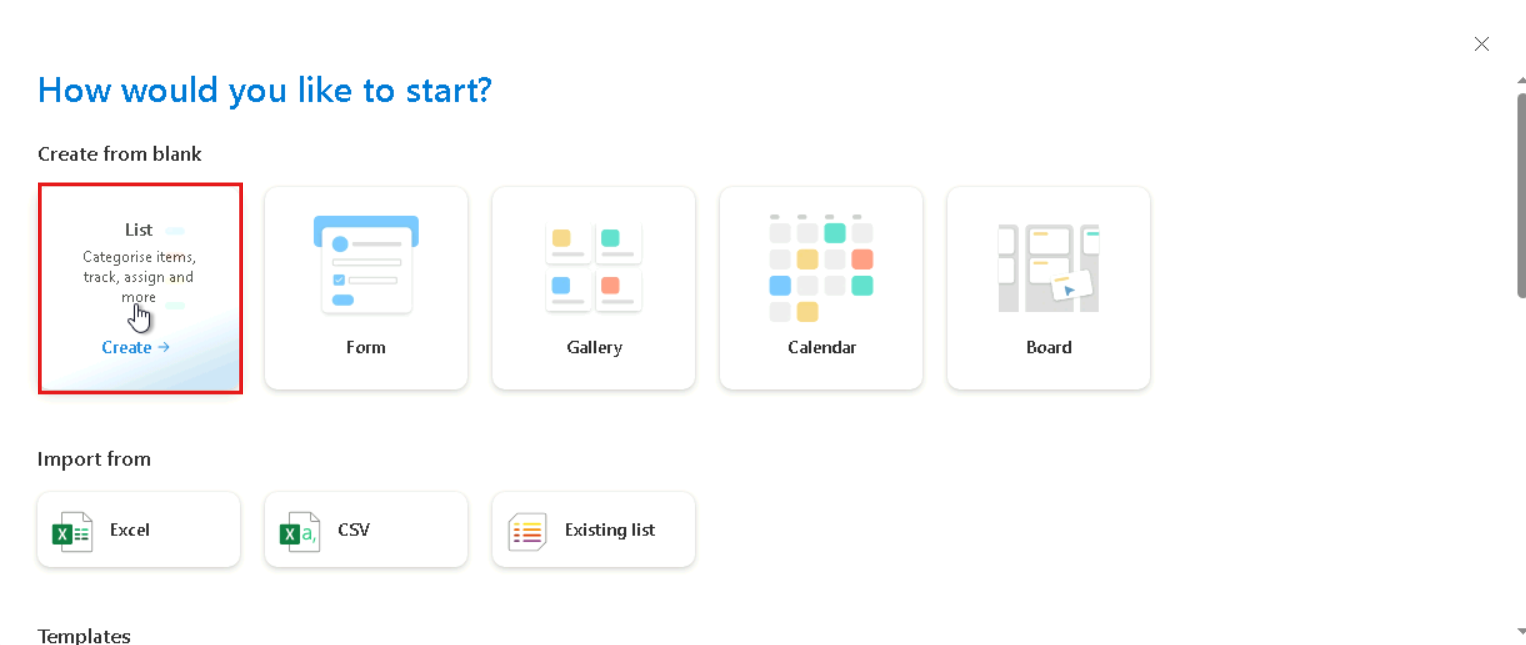 How would you like to start?
Create from blank
List
Categorise items,
track, assign and
more
Create →
Form
Gallery
Calendar
Board
Import from
Excel
CSV
Existing list
Templates